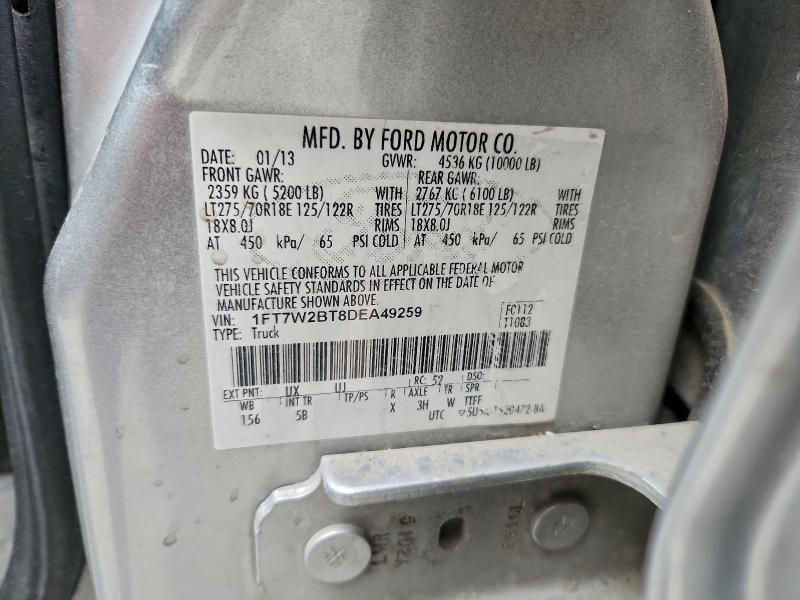 MFD. BY FORD MOTOR CO.
DATE: 01/13 GVWR: 4536 KG (10000 LB)
FRONT GAWR: REAR GAWR:
2359 KG ( 5200 LB) WITH 2767 KG ( 6100 LB) WITH
LT275/70R18E 125/122R TIRES LT275/70R18E 125/122R TIRES
18X8.0J RIMS 18X8.0J RIMS
AT 450 kPa/ 65 PSI COLD AT 450 kPa/ 65 PSI COLD
THIS VEHICLE CONFORMS TO ALL APPLICABLE FEDERAL MOTOR
VEHICLE SAFETY STANDARDS IN EFFECT ON THE DATE OF
MANUFACTURE SHOWN ABOVE.
VIN: 1FT7W2BT8DEA49259 FC112
TYPE: Truck 11083
EXT PNT: UX UJ RC: 52 DSO:
WB INT TR TP/PS R AXLE TR SPR
156 5B X 3H W TTFF
UTC